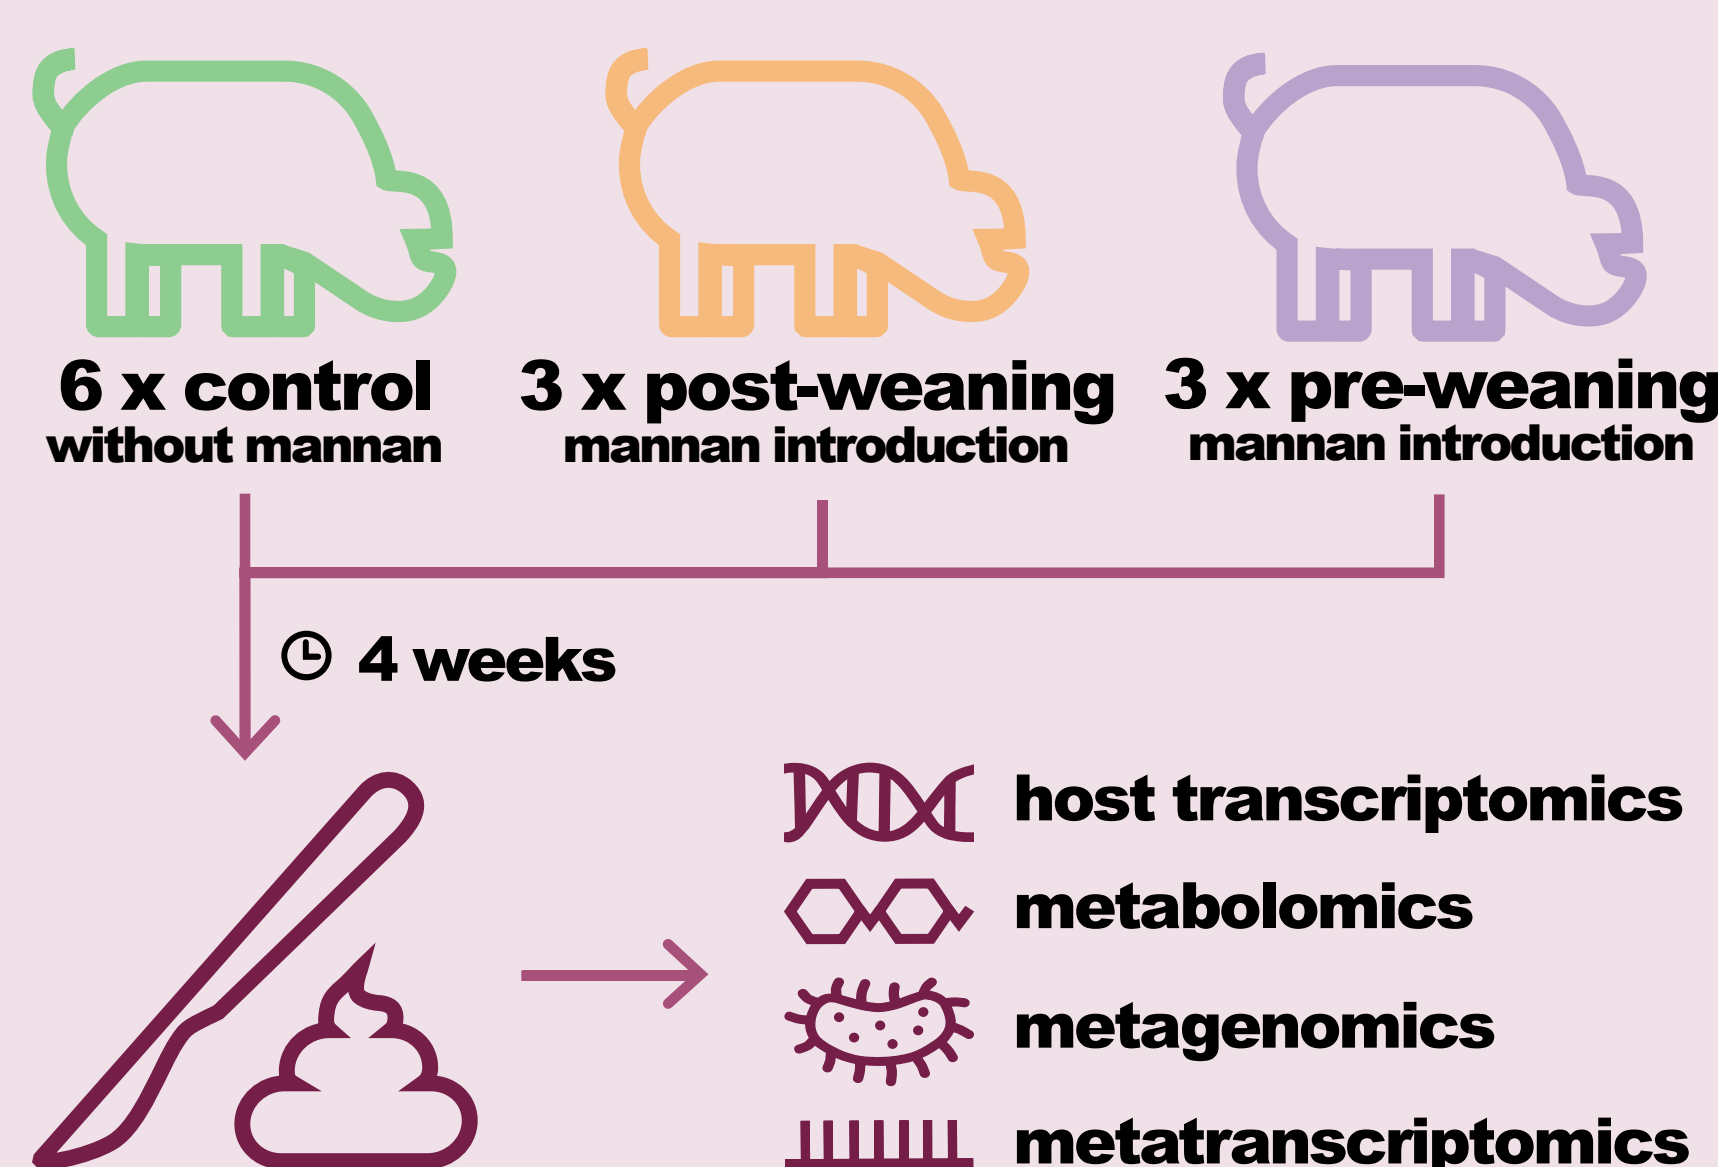 6 x control
without mannan
3 x post-weaning
mannan introduction
3 x pre-weaning
mannan introduction
4 weeks
host transcriptomics
metabolomics
metagenomics
metatranscriptomics